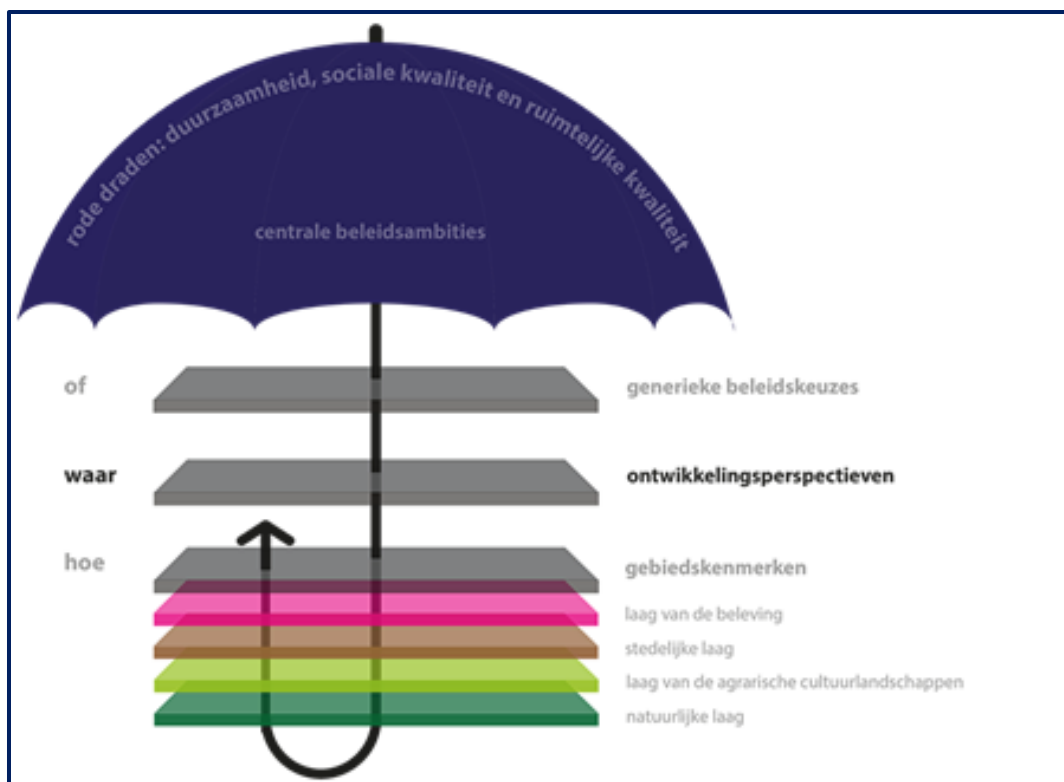 rode draden: duurzaamheid, sociale kwaliteit en ruimtelijke kwaliteit
centrale beleidsambities
of
generieke beleidskeuzes
waar
ontwikkelingsperspectieven
hoe
gebiedskenmerken
laag van de beleving
stedelijke laag
laag van de agrarische cultuurlandschappen
natuurlijke laag